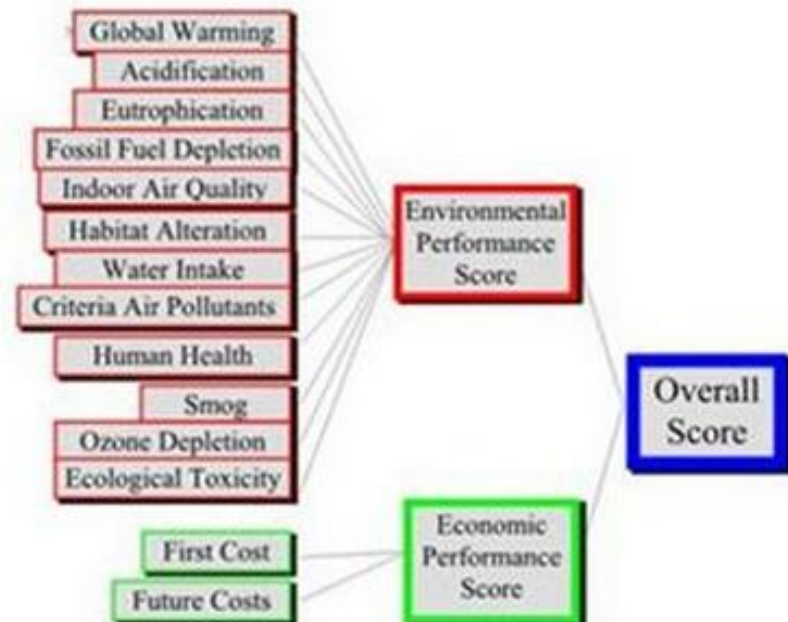 Global Warming
Acidification
Eutrophication
Fossil Fuel Depletion
Indoor Air Quality
Habitat Alteration
Water Intake
Criteria Air Pollutants
Human Health
Smog
Ozone Depletion
Ecological Toxicity
First Cost
Future Costs
Environmental
Performance
Score
Economic
Performance
Score
Overall
Score